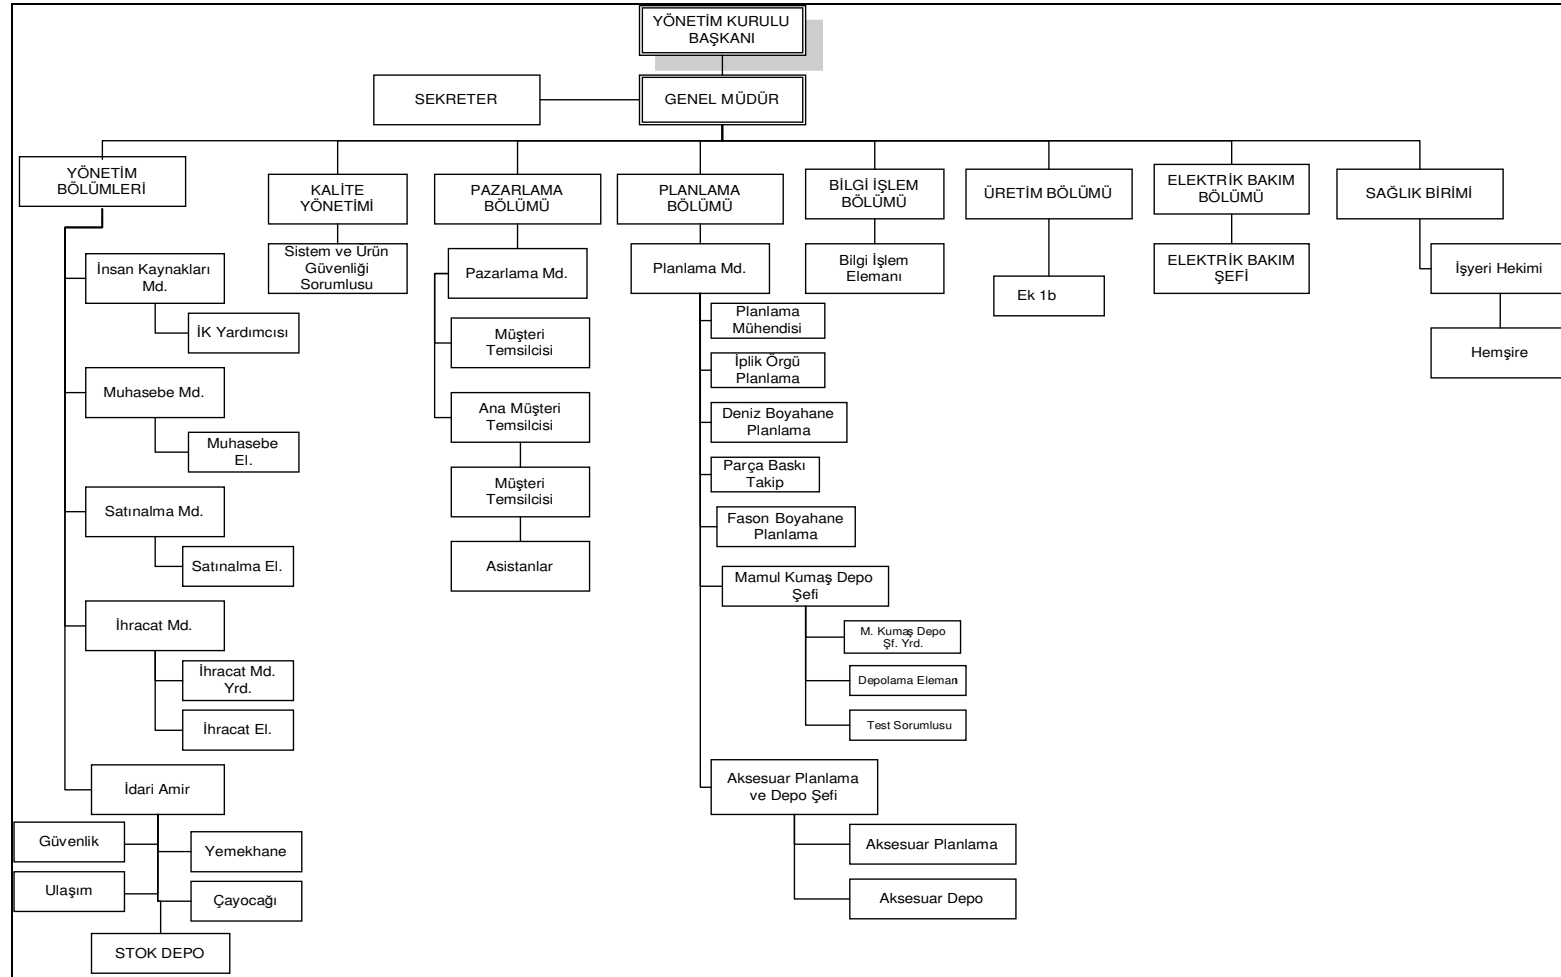 YÖNETİM KURULU
BAŞKANI
SEKRETER
GENEL MÜDÜR
YÖNETİM
BÖLÜMLERİ
KALİTE
YÖNETİMİ
PAZARLAMA
BÖLÜMÜ
PLANLAMA
BÖLÜMÜ
BİLGİ İŞLEM
BÖLÜMÜ
ÜRETİM BÖLÜMÜ
ELEKTRİK BAKIM
BÖLÜMÜ
SAĞLIK BİRİMİ
İnsan Kaynakları
Md.
İK Yardımcısı
Muhasebe Md.
Muhasebe
El.
Satınalma Md.
Satınalma El.
İhracat Md.
İhracat Md.
Yrd.
İhracat El.
İdari Amir
Güvenlik
Yemekhane
Ulaşım
Çayocağı
STOK DEPO
Sistem ve Ürün
Güvenliği
Sorumlusu
Pazarlama Md.
Müşteri
Temsilcisi
Ana Müşteri
Temsilcisi
Müşteri
Temsilcisi
Asistanlar
Planlama Md.
Planlama
Mühendisi
İplik Örgü
Planlama
Deniz Boyahane
Planlama
Parça Baskı
Takip
Fason Boyahane
Planlama
Mamul Kumaş Depo
Şefi
M. Kumaş Depo
Şf. Yrd.
Depolama Elemanı
Test Sorumlusu
Aksesuar Planlama
ve Depo Şefi
Aksesuar Planlama
Aksesuar Depo
Bilgi İşlem
Elemanı
Ek 1b
ELEKTRİK BAKIM
ŞEFİ
İşyeri Hekimi
Hemşire